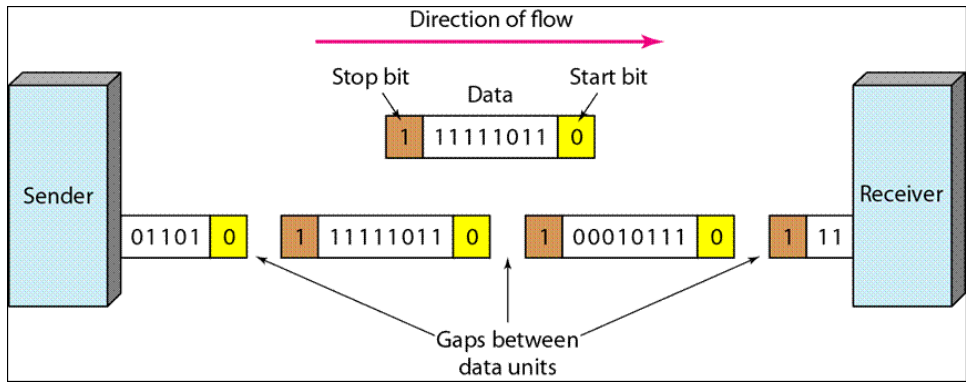 Direction of flow
Stop bit
Start bit
Data
1 11111011 0
Sender
Receiver
01101 0 1 11111011 0 1 00010111 0 1 11
Gaps between
data units